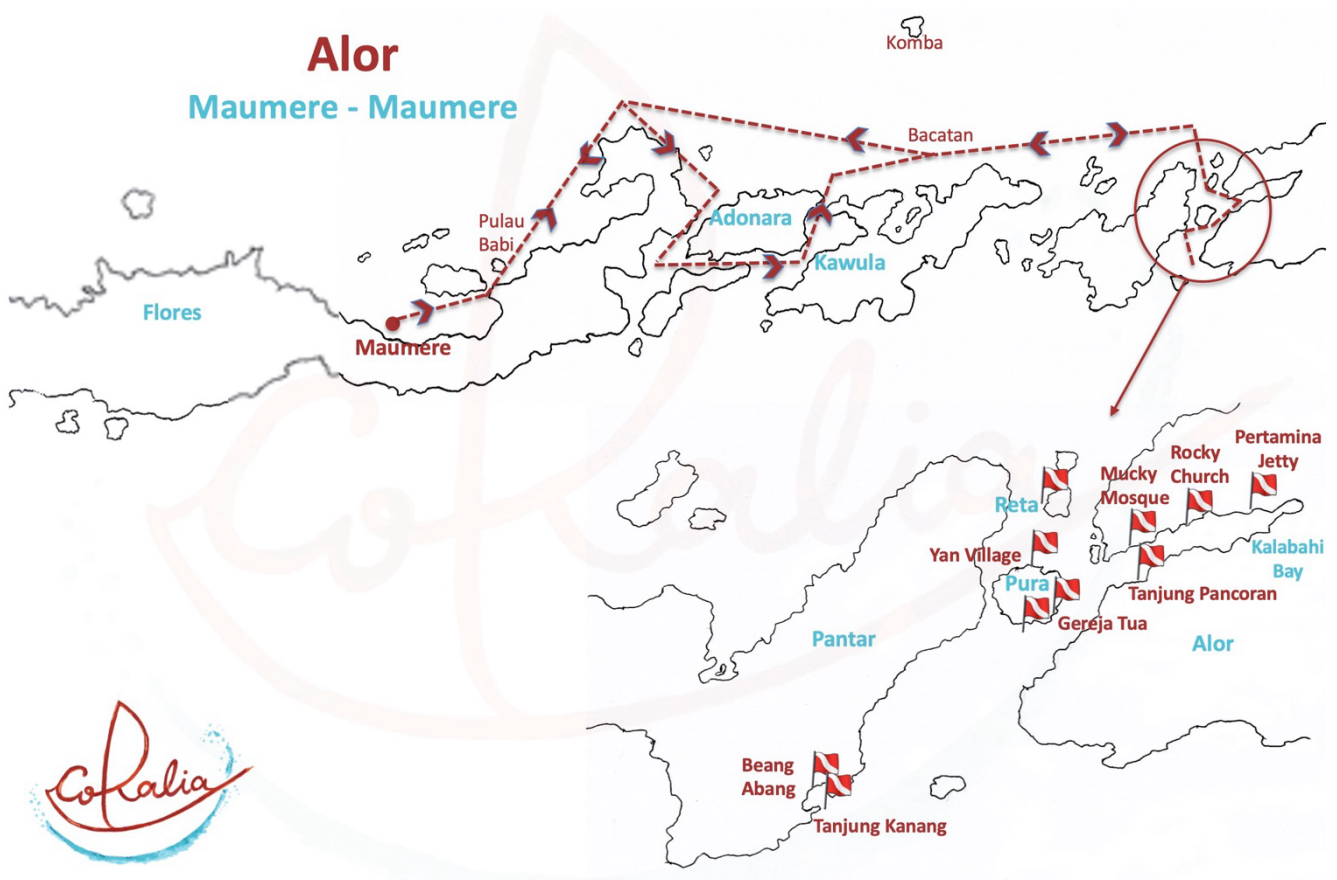 Alor
Maumere - Maumere
Komba
Bacatan
Pulau
Babi
Adonara
Kawula
Flores
Maumere
Pertamina
Jetty
Rocky
Church
Mucky
Mosque
Reta
Yan Village
Kalabahi
Bay
Pura
Tanjung Pancoran
Gereja Tua
Pantar
Alor
Beang
Abang
Tanjung Kanang
CoRalia
CoRalia